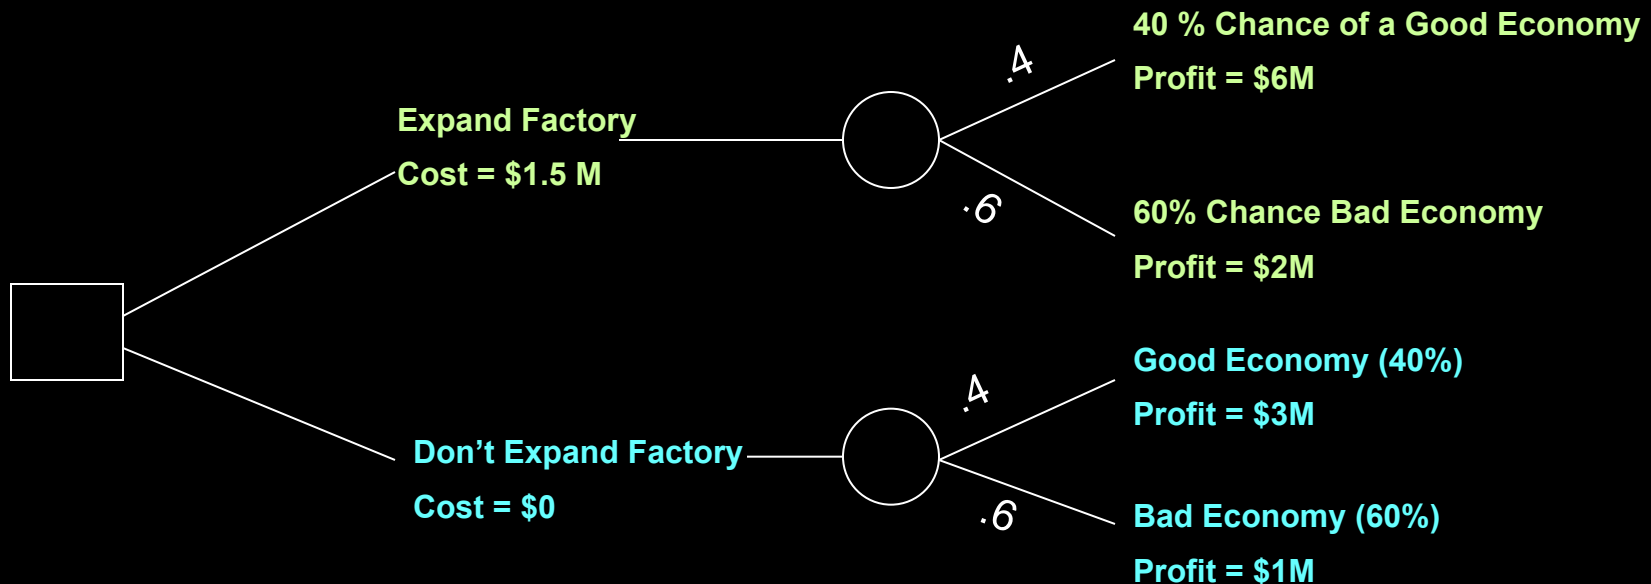 40 % Chance of a Good Economy
Profit = $6M
.4
Expand Factory
Cost = $1.5 M
.6
60% Chance Bad Economy
Profit = $2M
Good Economy (40%)
Profit = $3M
.4
Don’t Expand Factory
Cost = $0
.6
Bad Economy (60%)
Profit = $1M